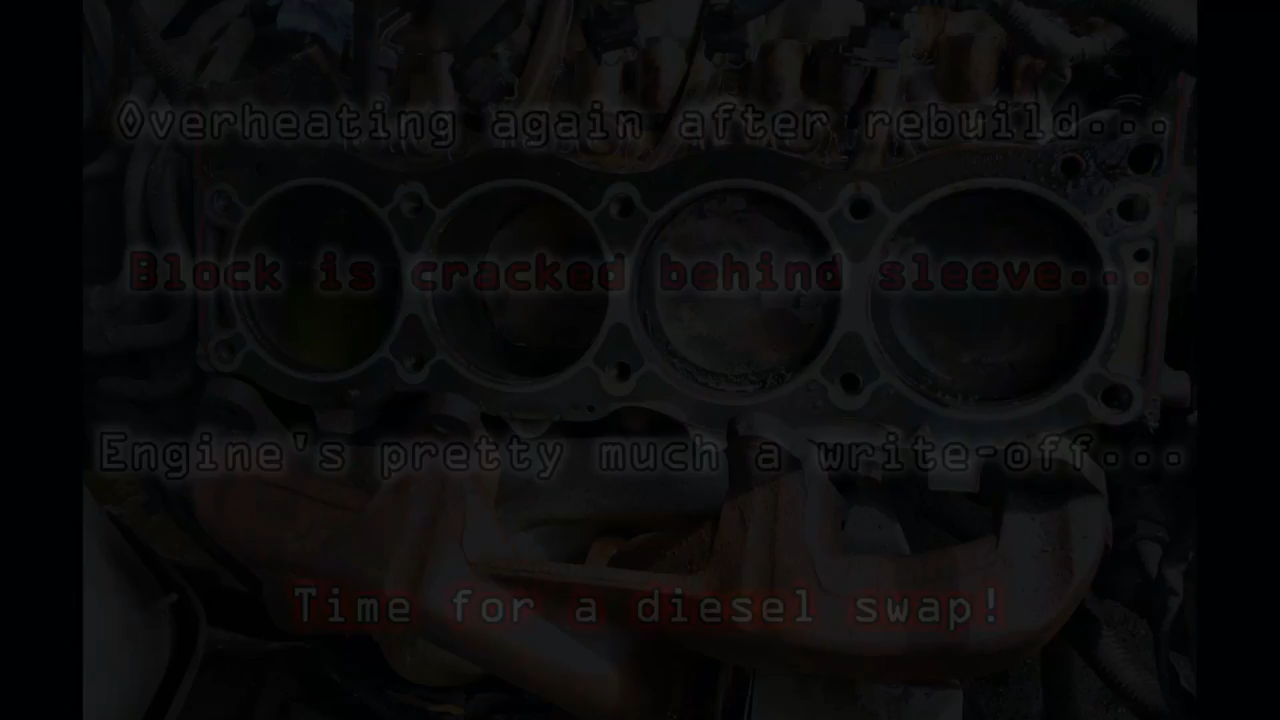 Overheating again after rebuild...
Block is cracked behind sleeve...
Engine's pretty much a write-off...
Time for a diesel swap!